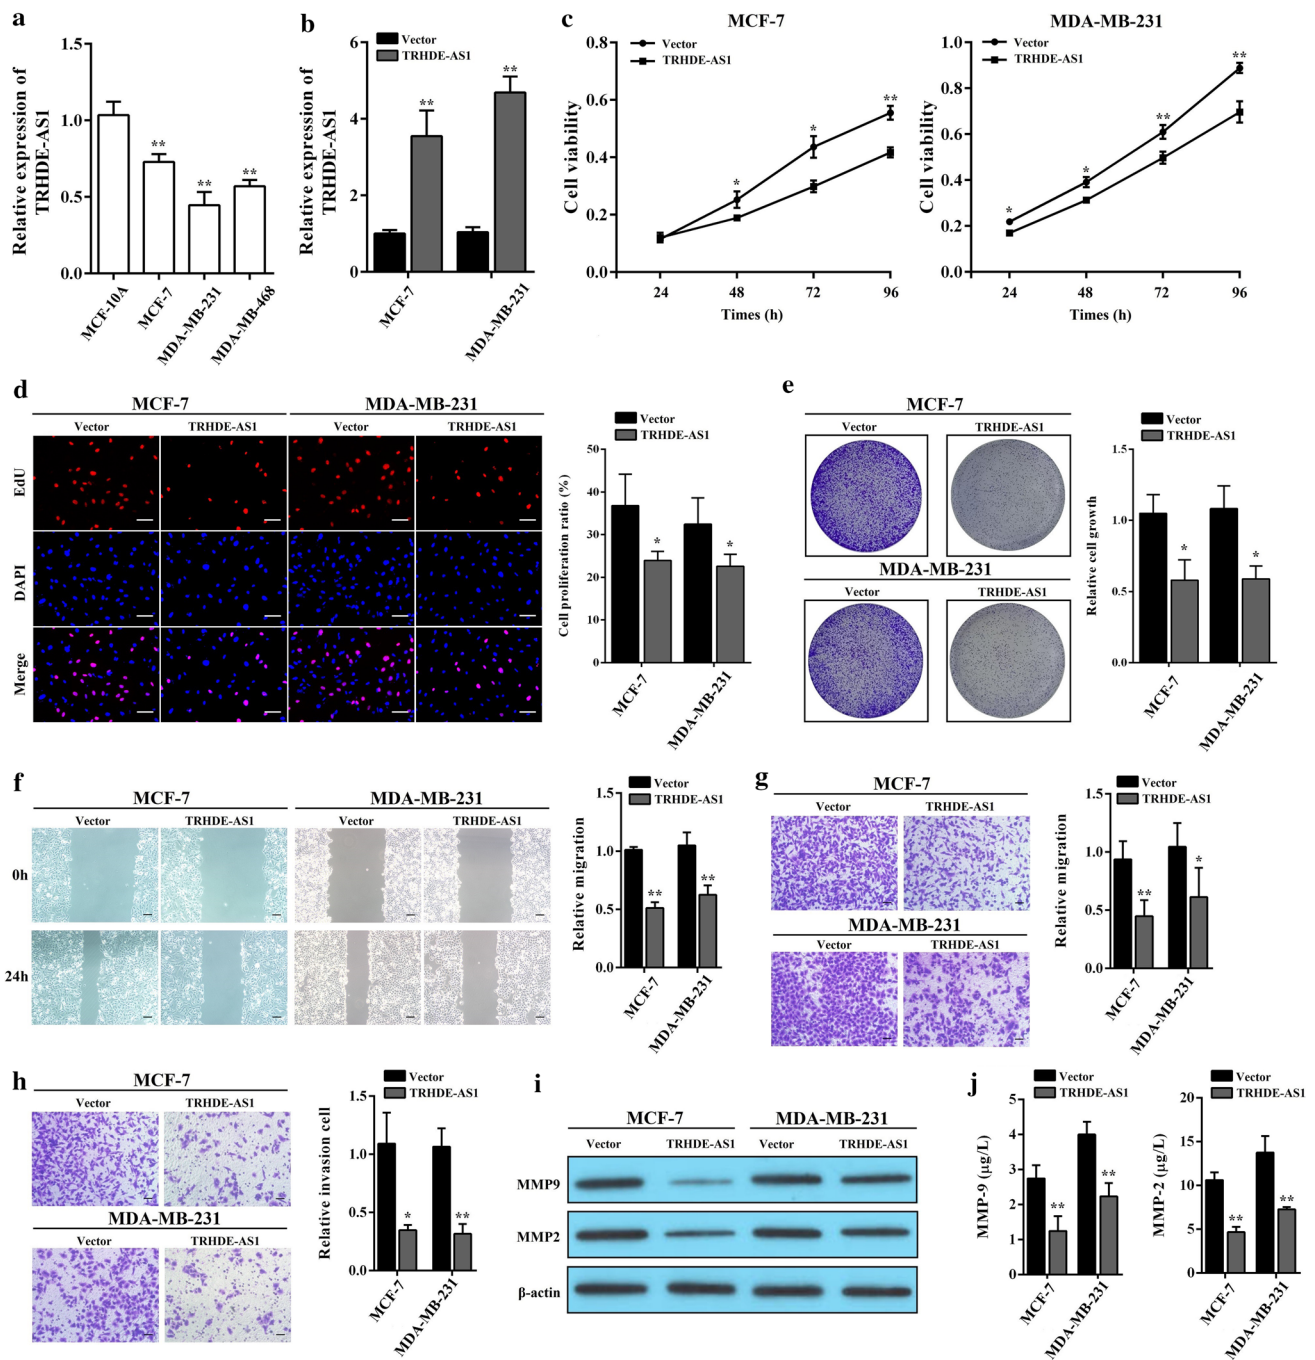 a
Relative expression of
TRHDE-AS1
1.5
1.0
0.5
0.0
**
**
**
MCF-10A
MCF-7
MDA-MB-231
MDA-MB-468
b
Vector
TRHDE-AS1
Relative expression of
TRHDE-AS1
6
4
2
0
**
**
MCF-7
MDA-MB-231
c
MCF-7
Vector
TRHDE-AS1
Cell viability
0.8
0.6
0.4
0.2
0.0
*
*
**
24
48
72
96
Times (h)
MDA-MB-231
Vector
TRHDE-AS1
Cell viability
1.0
0.8
0.6
0.4
0.2
0.0
*
*
**
**
24
48
72
96
Times (h)
d
MCF-7
MDA-MB-231
Vector
TRHDE-AS1
Vector
TRHDE-AS1
EdU
DAPI
Merge
Vector
TRHDE-AS1
Cell proliferation ratio (%)
50
40
30
20
10
0
*
*
MCF-7
MDA-MB-231
e
MCF-7
Vector
TRHDE-AS1
MDA-MB-231
Vector
TRHDE-AS1
Vector
TRHDE-AS1
Relative cell growth
1.5
1.0
0.5
0.0
*
*
MCF-7
MDA-MB-231
f
MCF-7
MDA-MB-231
Vector
TRHDE-AS1
Vector
TRHDE-AS1
0h
24h
Vector
TRHDE-AS1
Relative migration
1.5
1.0
0.5
0.0
**
**
MCF-7
MDA-MB-231
g
MCF-7
Vector
TRHDE-AS1
MDA-MB-231
Vector
TRHDE-AS1
Vector
TRHDE-AS1
Relative migration
1.5
1.0
0.5
0.0
**
*
MCF-7
MDA-MB-231
h
MCF-7
Vector
TRHDE-AS1
MDA-MB-231
Vector
TRHDE-AS1
Vector
TRHDE-AS1
Relative invasion cell
1.5
1.0
0.5
0.0
*
**
MCF-7
MDA-MB-231
i
MCF-7
MDA-MB-231
Vector
TRHDE-AS1
Vector
TRHDE-AS1
MMP9
MMP2
β-actin
j
Vector
TRHDE-AS1
MMP-9 (μg/L)
5
4
3
2
1
0
**
**
MCF-7
MDA-MB-231
Vector
TRHDE-AS1
MMP-2 (μg/L)
20
15
10
5
0
**
**
MCF-7
MDA-MB-231